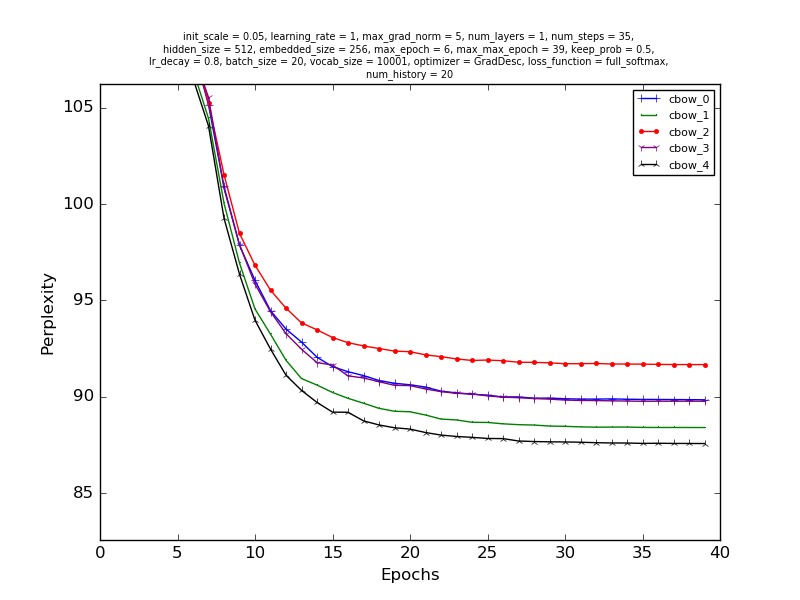 init_scale = 0.05, learning_rate = 1, max_grad_norm = 5, num_layers = 1, num_steps = 35,
hidden_size = 512, embedded_size = 256, max_epoch = 6, max_max_epoch = 39, keep_prob = 0.5,
lr_decay = 0.8, batch_size = 20, vocab_size = 10001, optimizer = GradDesc, loss_function = full_softmax,
num_history = 20
cbow_0
cbow_1
cbow_2
cbow_3
cbow_4
105
100
95
90
85
Perplexity
0 5 10 15 20 25 30 35 40
Epochs